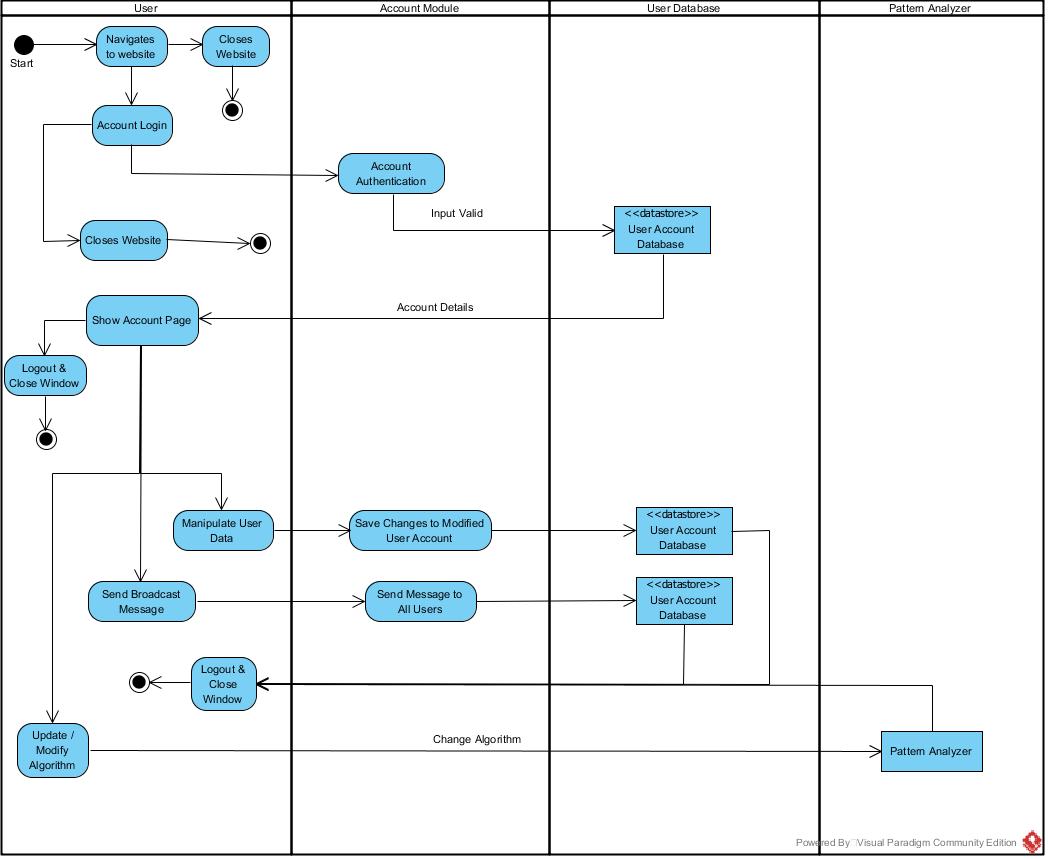 User
Account Module
User Database
Pattern Analyzer
Start
Navigates
to website
Closes
Website
Account Login
Account
Authentication
Input Valid
<<datastore>>
User Account
Database
Closes Website
Account Details
Show Account Page
Logout &
Close Window
Manipulate User
Data
Save Changes to Modified
User Account
<<datastore>>
User Account
Database
Send Broadcast
Message
Send Message to
All Users
<<datastore>>
User Account
Database
Logout &
Close
Window
Update /
Modify
Algorithm
Change Algorithm
Pattern Analyzer
Powered By Visual Paradigm Community Edition